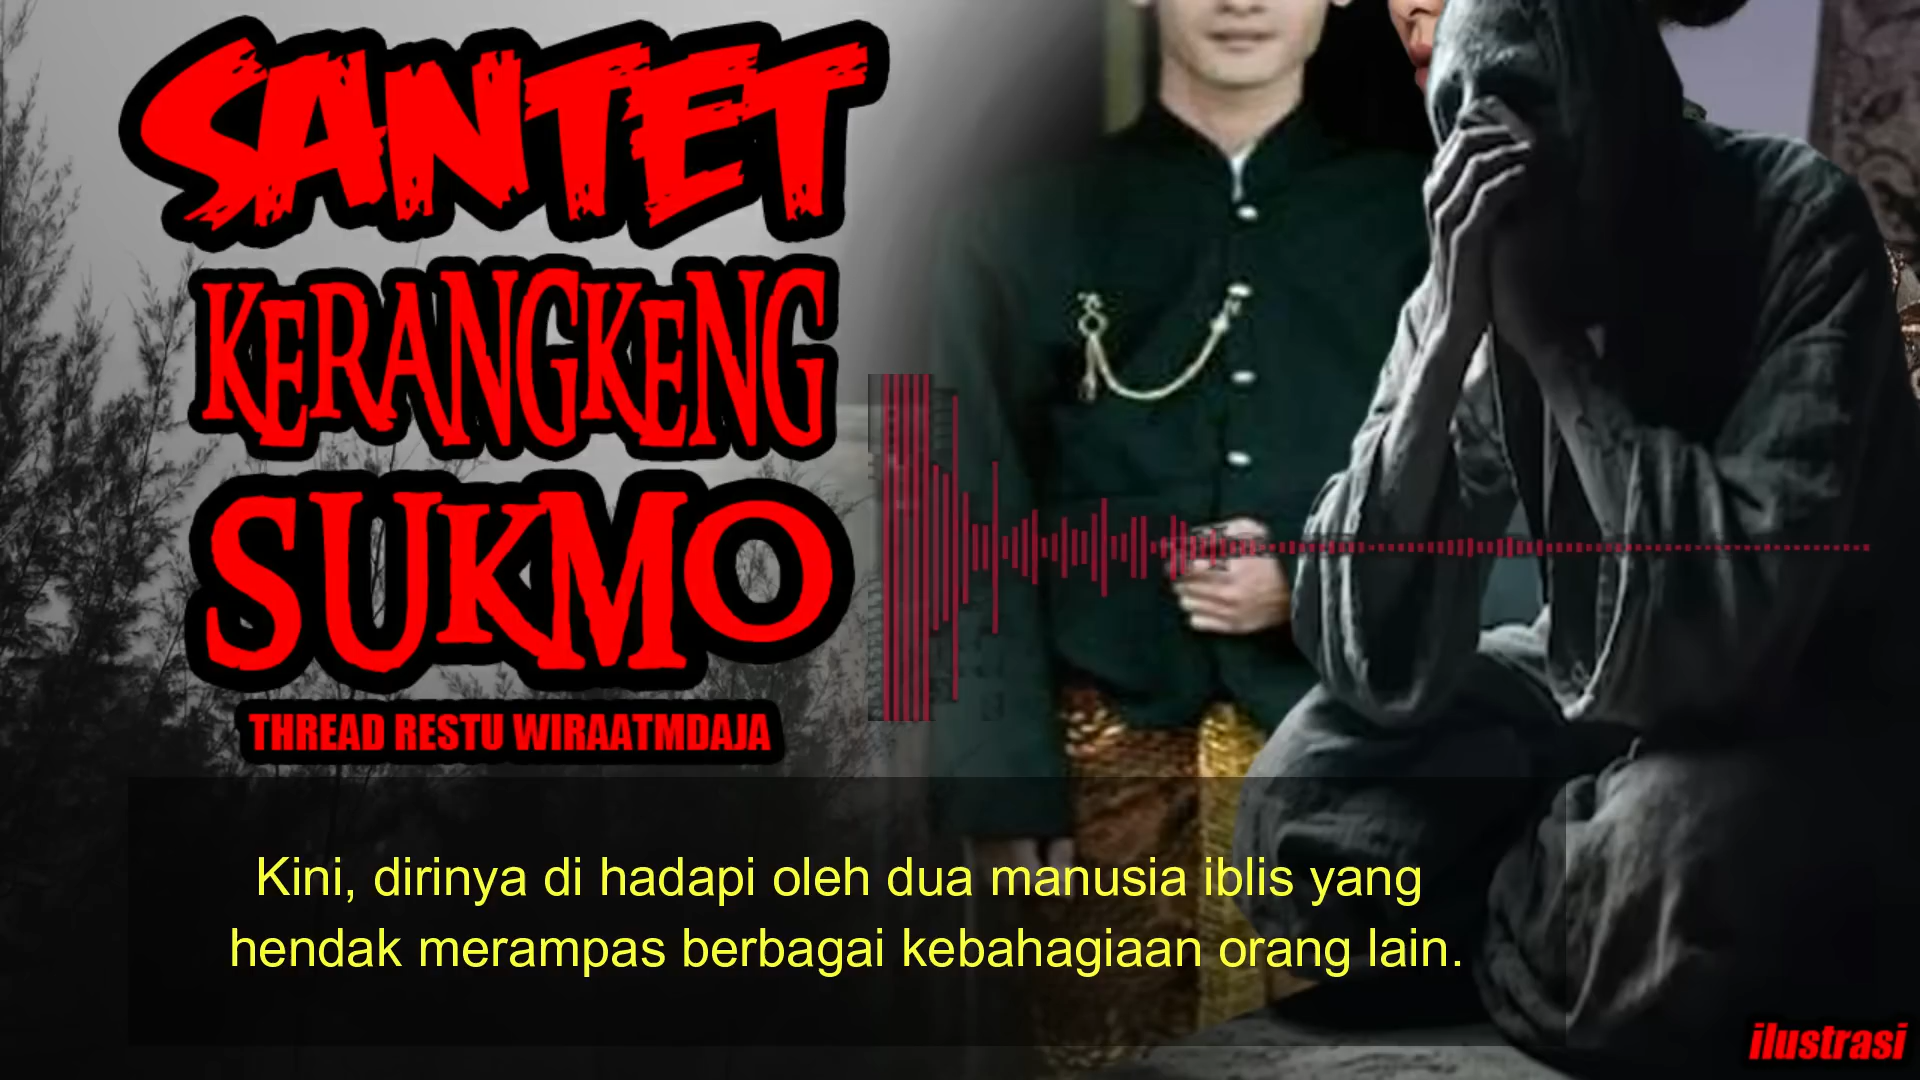 SANTET
KERANGKENG
SUKMO
THREAD RESTU WIRAATMDAJA
Kini, dirinya di hadapi oleh dua manusia iblis yang
hendak merampas berbagai kebahagiaan orang lain.
ilustrasi